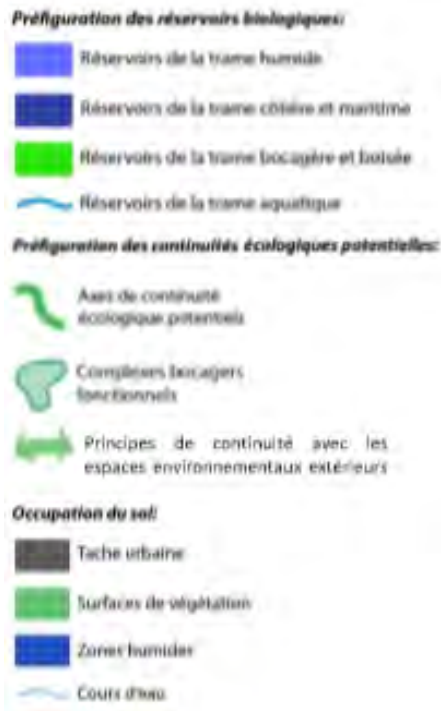 Préfiguration des réservoirs biologiques:
Réservoirs de la trame humide
Réservoirs de la trame côtière et maritime
Réservoirs de la trame bocagère et boisée
Réservoirs de la trame aquatique
Préfiguration des continuités écologiques potentielles:
Axes de continuité
écologique potentiels
Complexes bocagers
fonctionnels
Principes de continuité avec les
espaces environnementaux extérieurs
Occupation du sol:
Tache urbaine
Surfaces de végétation
Zones humides
Cours d'eau